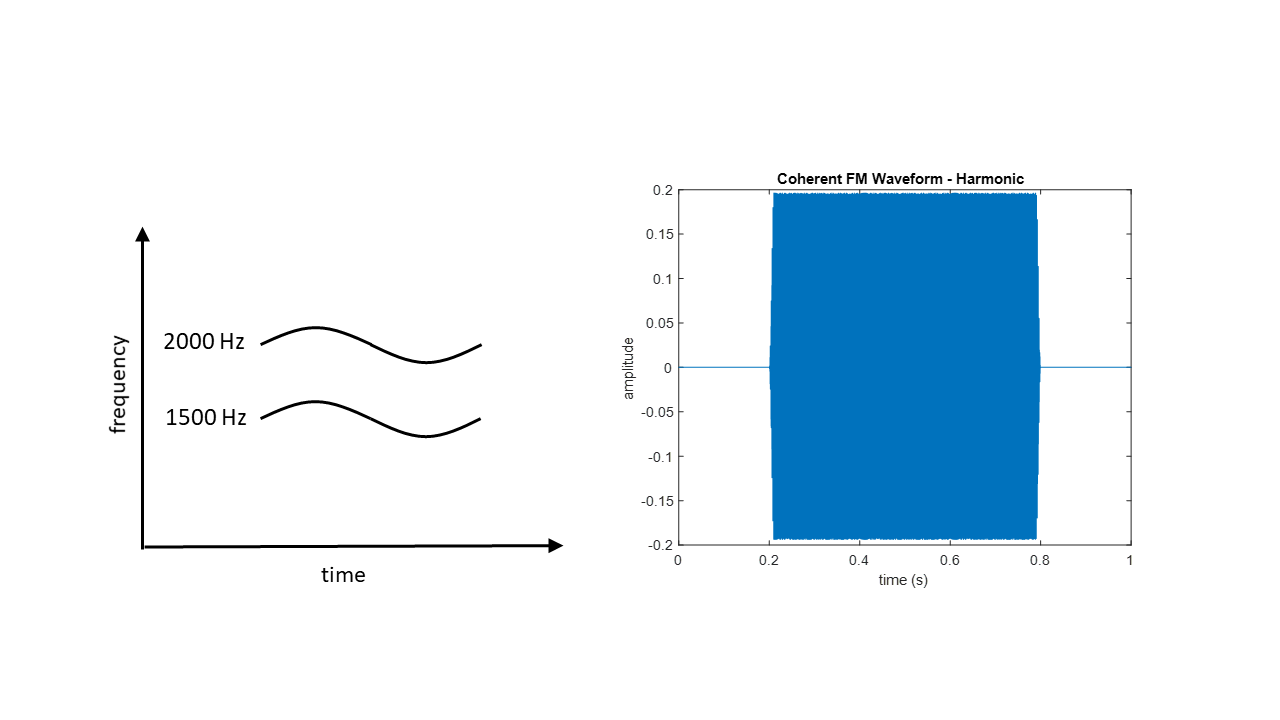 frequency
2000 Hz
1500 Hz
time
Coherent FM Waveform - Harmonic
amplitude
0.2
0.15
0.1
0.05
0
-0.05
-0.1
-0.15
-0.2
0 0.2 0.4 0.6 0.8 1
time (s)